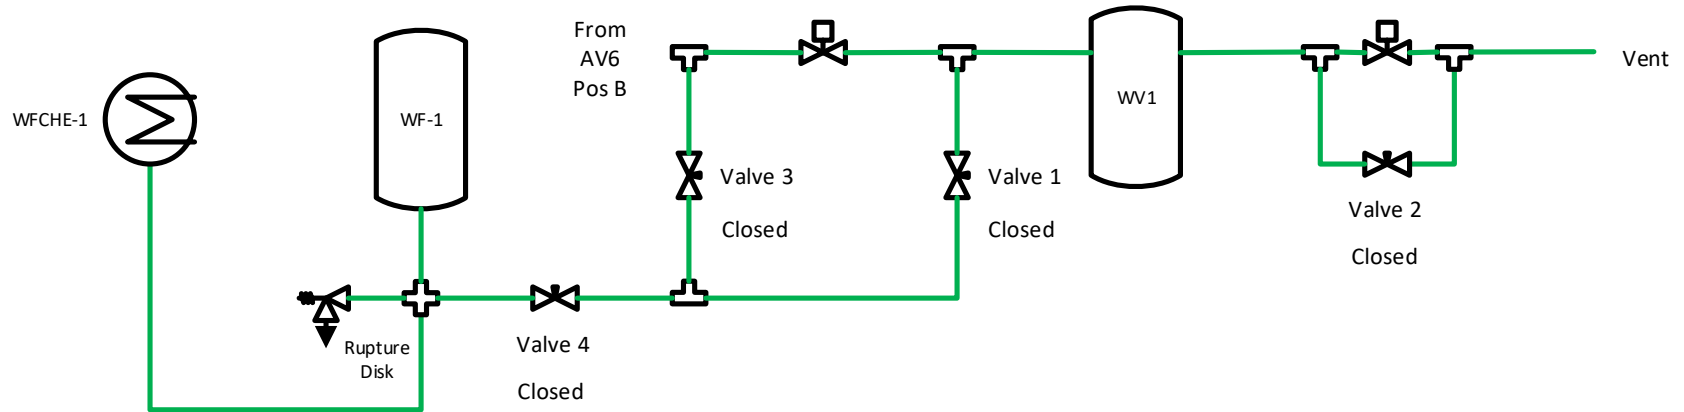 From
AV6
Pos B
Vent
WV1
WFCHE-1
WF-1
Valve 3
Closed
Valve 1
Closed
Valve 2
Closed
Rupture
Disk
Valve 4
Closed